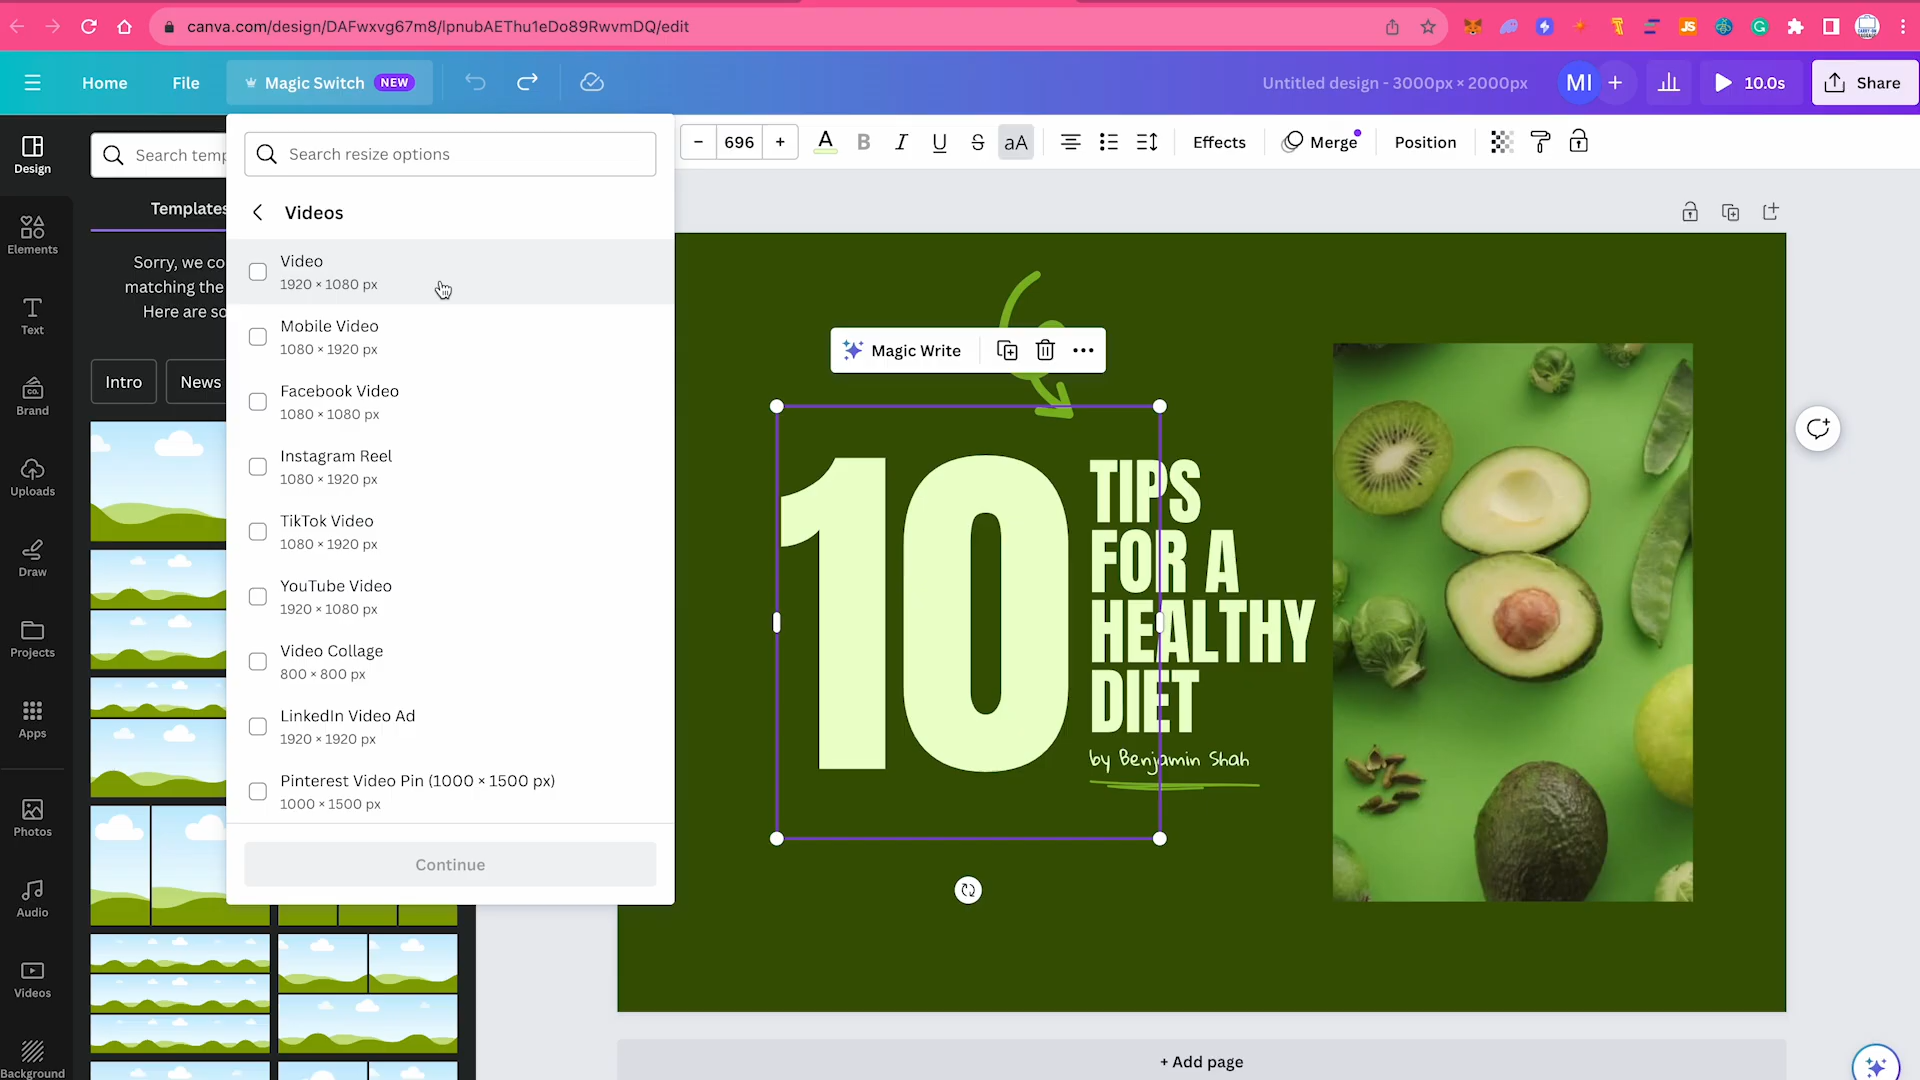 canva.com/design/DAFwxvg67m8/lpnubAEThu1eDo89RwvmDQ/edit
Home
File
Magic Switch NEW
Untitled design - 3000px × 2000px
MI
10.0s
Share
Search temp
Search resize options
696
A
B
I
U
S
aA
Effects
Merge
Position
Design
Elements
Text
Brand
Uploads
Draw
Projects
Apps
Photos
Audio
Videos
Background
Templates
Sorry, we co
matching the
Here are so
Intro
News
Videos
Video
1920 × 1080 px
Mobile Video
1080 × 1920 px
Facebook Video
1080 × 1080 px
Instagram Reel
1080 × 1920 px
TikTok Video
1080 × 1920 px
YouTube Video
1920 × 1080 px
Video Collage
800 × 800 px
LinkedIn Video Ad
1920 × 1920 px
Pinterest Video Pin (1000 × 1500 px)
1000 × 1500 px
Continue
Magic Write
10
TIPS
FOR A
HEALTHY
DIET
by Benjamin Shah
+ Add page